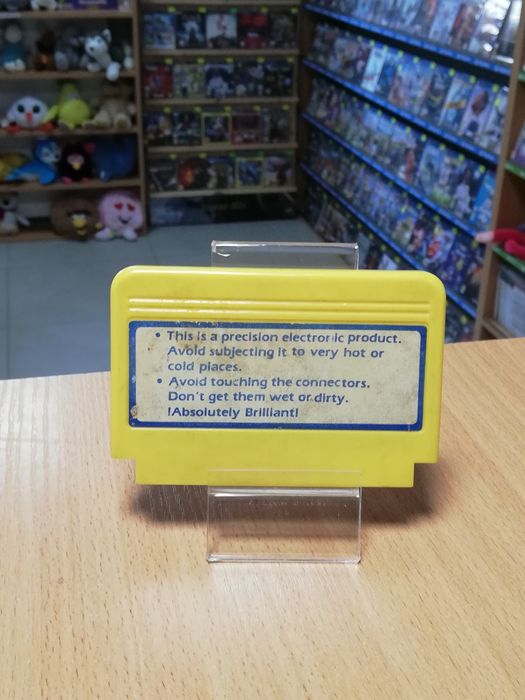 • This is a precision electronic product.
Avoid subjecting it to very hot or
cold places.
• Avoid touching the connectors.
Don't get them wet or dirty.
!Absolutely Brilliant!